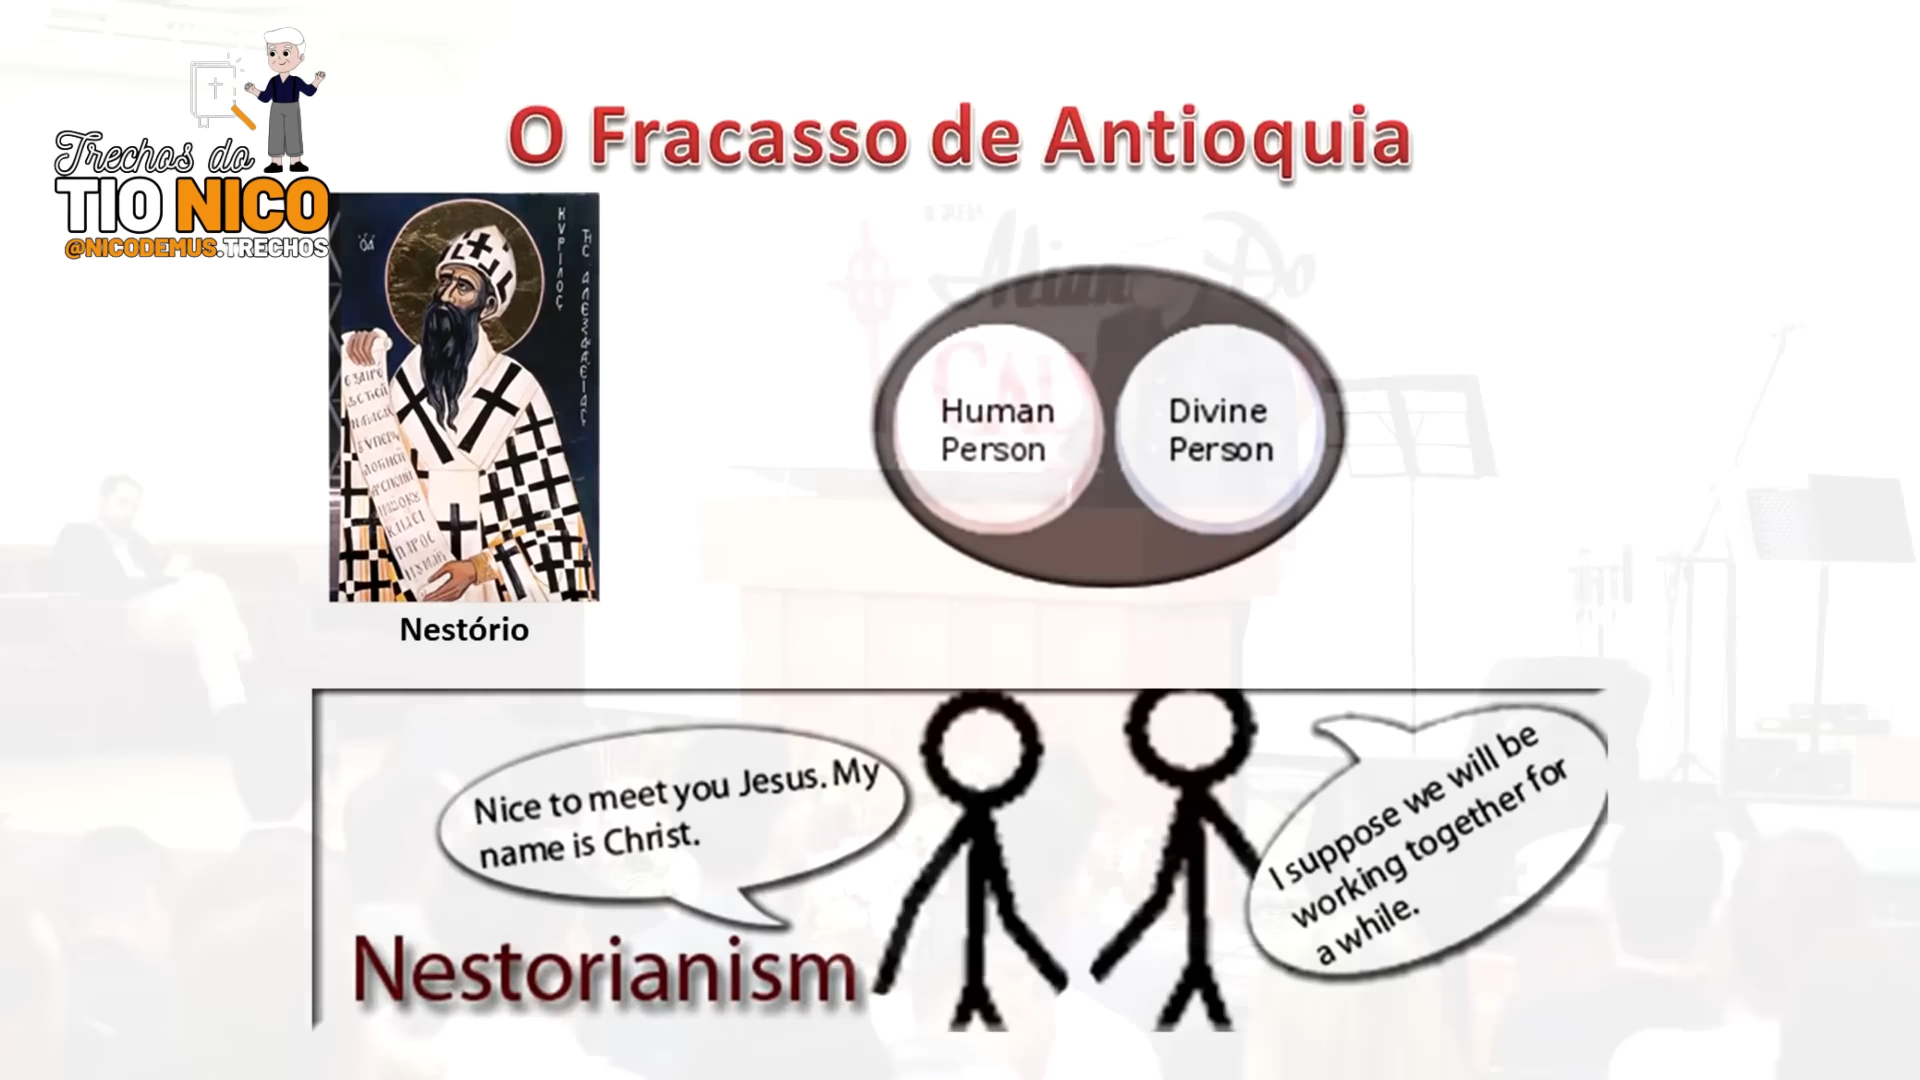 Trechos do
TIO NICO
@NICODEMUS.TRECHOS
O Fracasso de Antioquia
ΚΥΡΙΛΟC
Nestório
Human
Person
Divine
Person
Nice to meet you Jesus. My
name is Christ.
I suppose we will be
working together for
a while.
Nestorianism